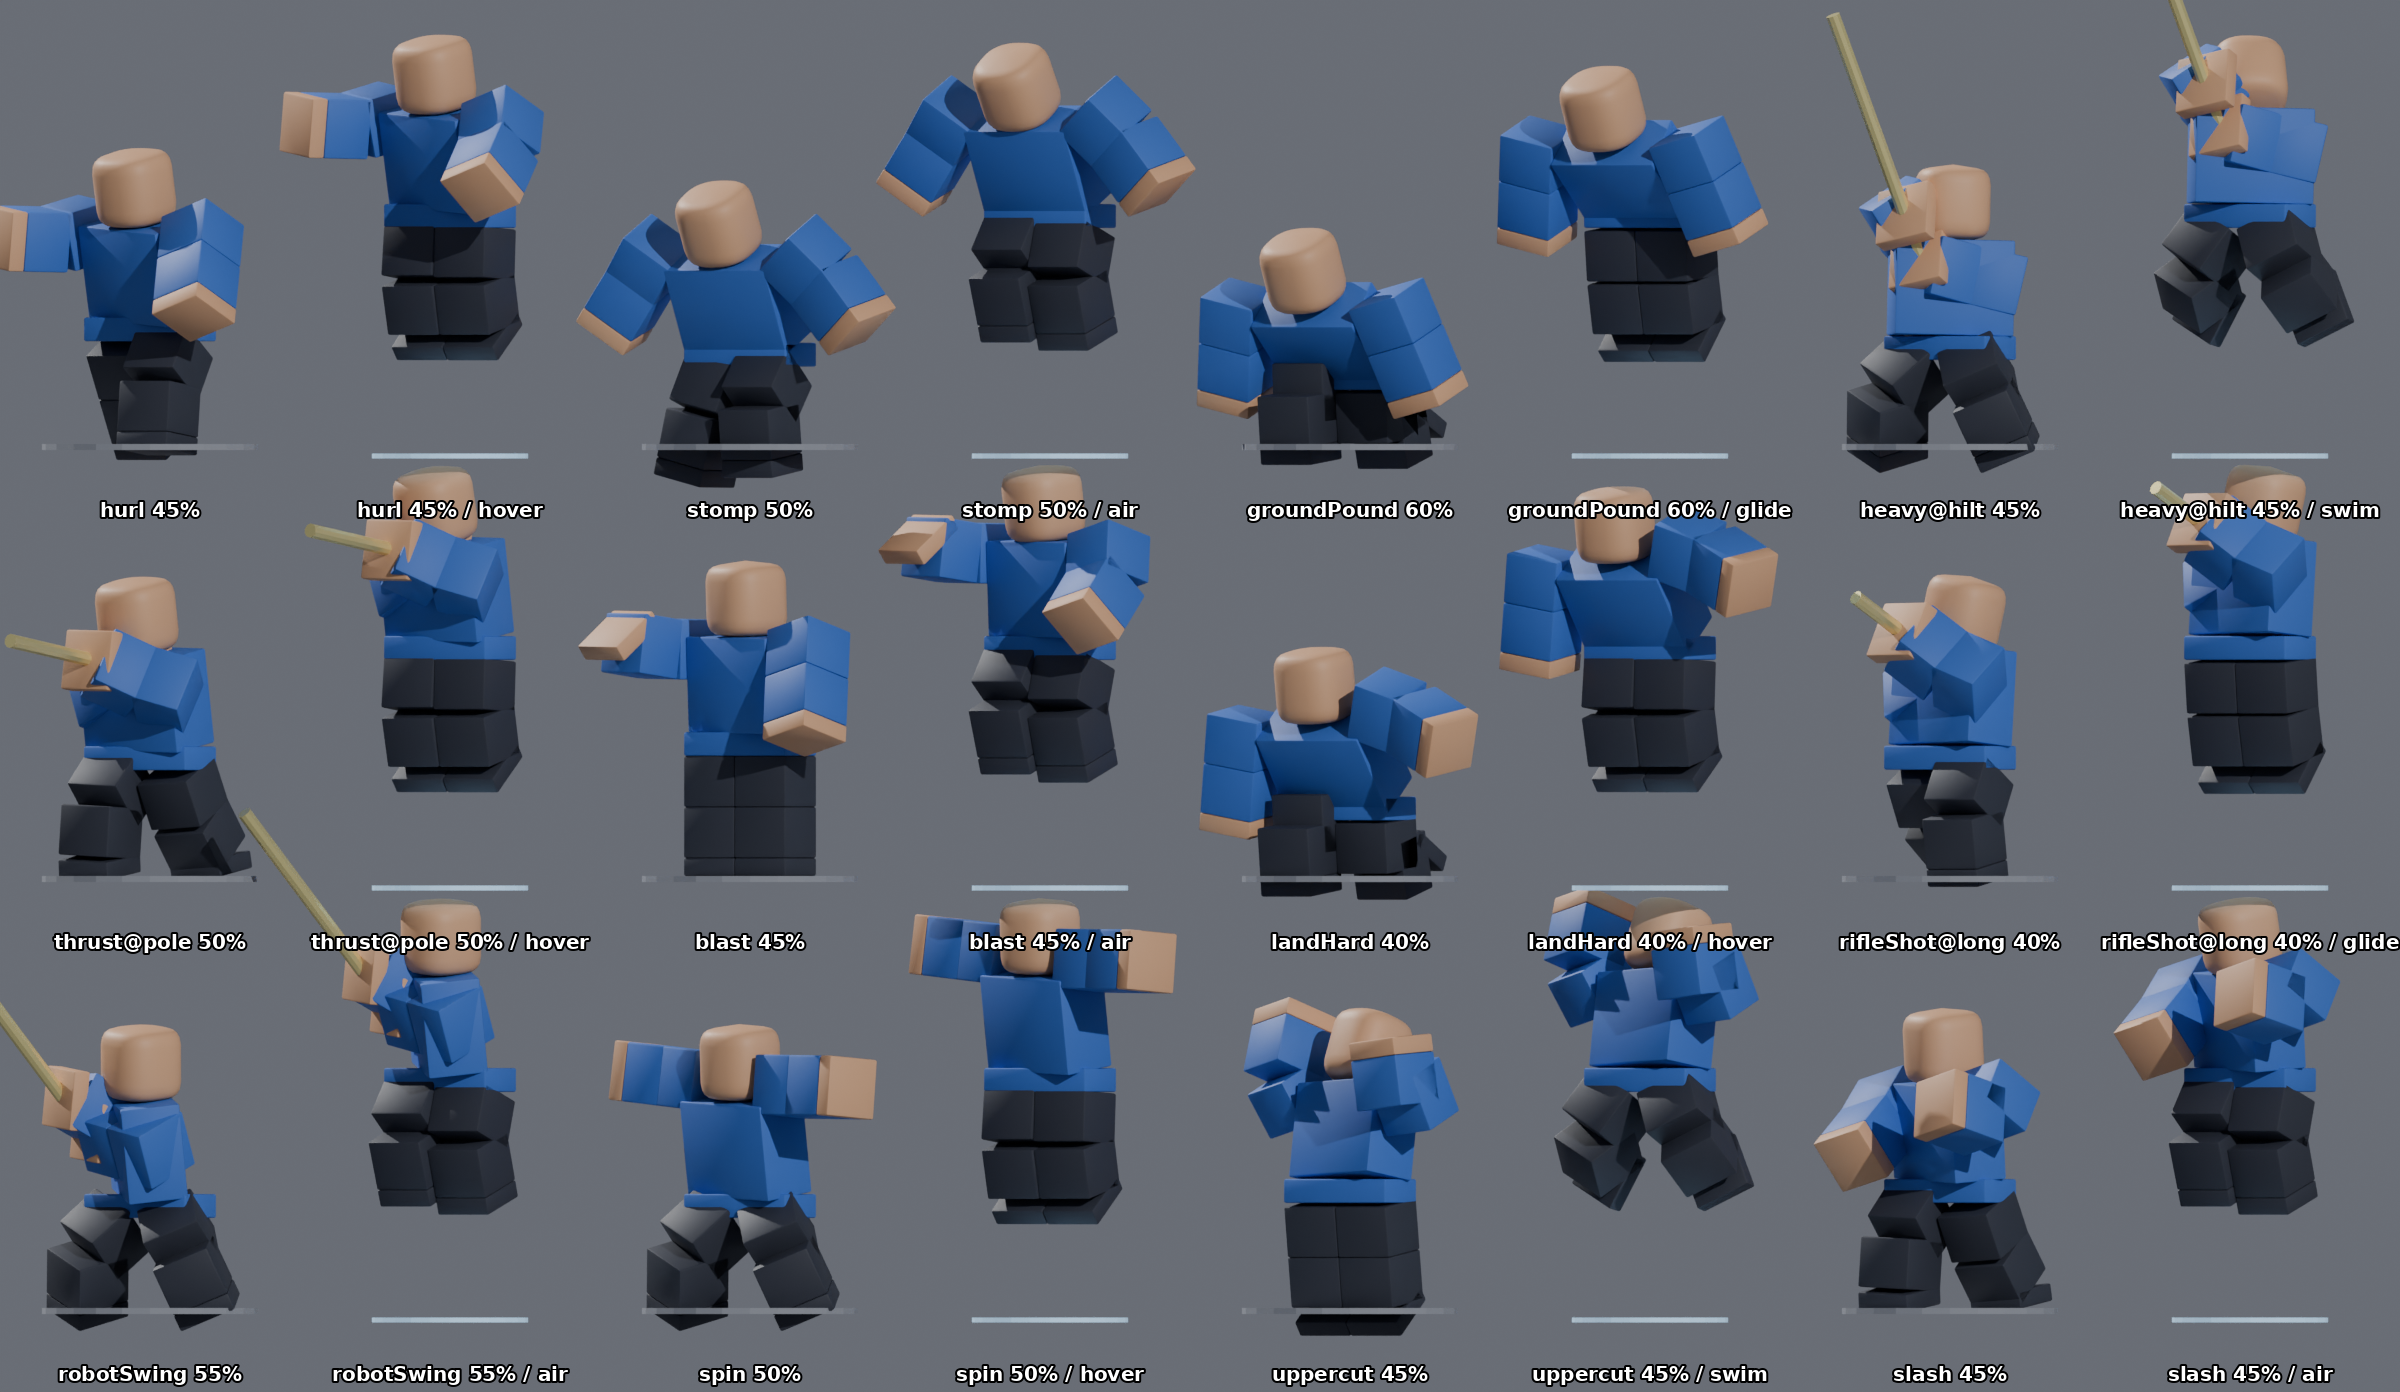 hurl 45%
hurl 45% / hover
stomp 50%
stomp 50% / air
groundPound 60%
groundPound 60% / glide
heavy@hilt 45%
heavy@hilt 45% / swim
thrust@pole 50%
thrust@pole 50% / hover
blast 45%
blast 45% / air
landHard 40%
landHard 40% / hover
rifleShot@long 40%
rifleShot@long 40% / glide
robotSwing 55%
robotSwing 55% / air
spin 50%
spin 50% / hover
uppercut 45%
uppercut 45% / swim
slash 45%
slash 45% / air